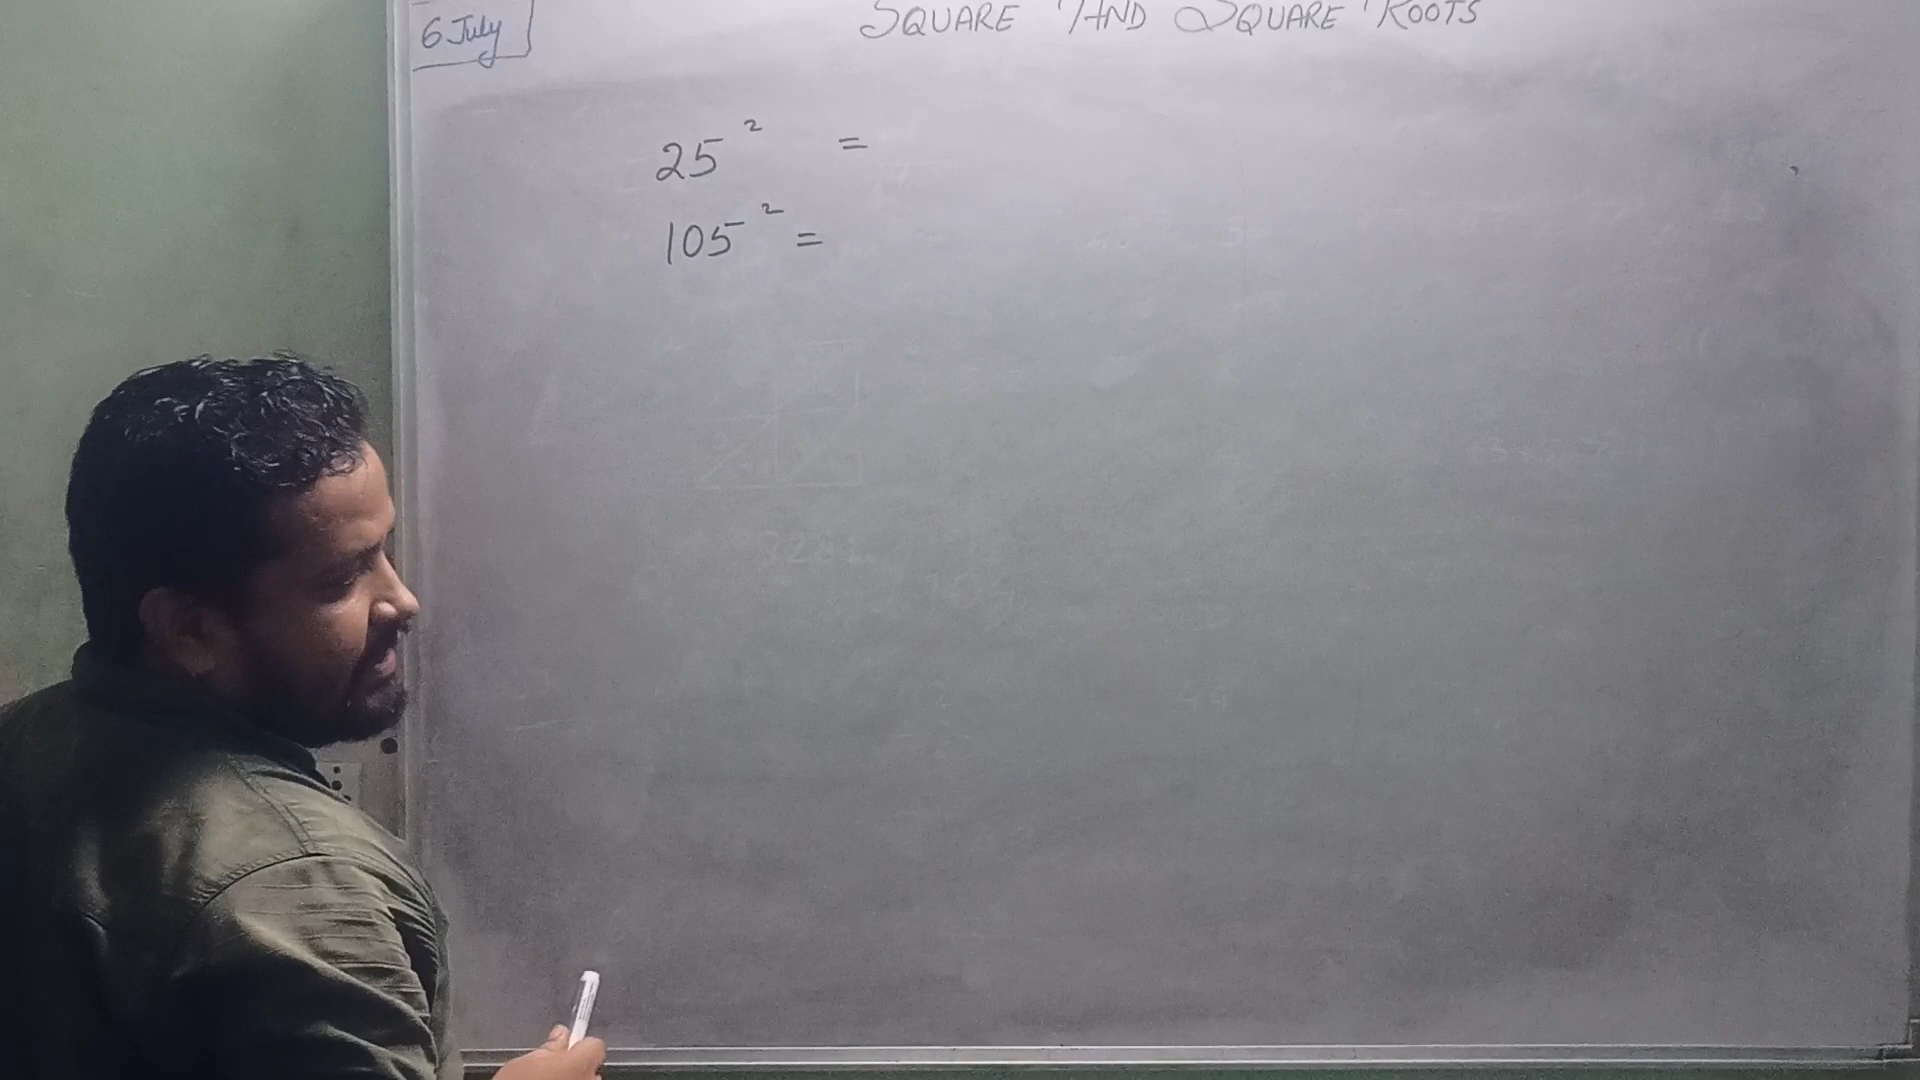 6 July
SQUARE AND SQUARE ROOTS
25² =
105² =